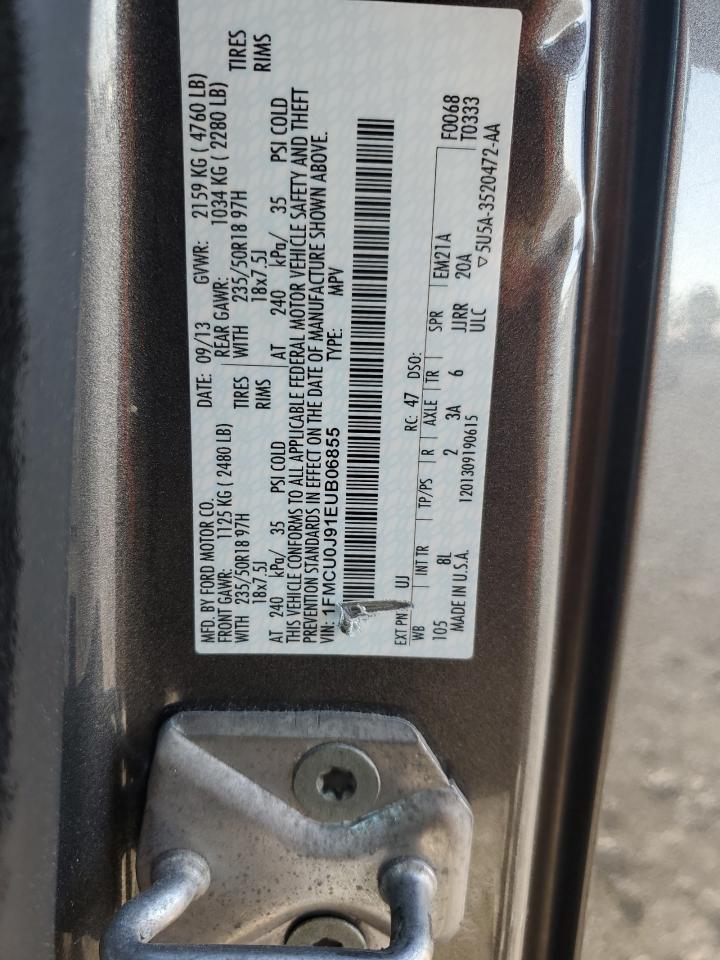 MFD. BY FORD MOTOR CO. DATE: 09/13 GVWR: 2159 KG ( 4760 LB)
FRONT GAWR: 1125 KG ( 2480 LB) REAR GAWR: 1034 KG ( 2280 LB)
WITH 235/50R18 97H TIRES WITH 235/50R18 97H TIRES
18x7.5J RIMS 18x7.5J RIMS
AT 240 kPa/ 35 PSI COLD AT 240 kPa/ 35 PSI COLD
THIS VEHICLE CONFORMS TO ALL APPLICABLE FEDERAL MOTOR VEHICLE SAFETY AND THEFT
PREVENTION STANDARDS IN EFFECT ON THE DATE OF MANUFACTURE SHOWN ABOVE.
VIN: 1FMCU0J91EUB06855 TYPE: MPV
F0068
T0333
EXT PNT: UJ RC: 47 DSO:
WB INT TR TP/PS R AXLE TR SPR EM21A
105 8L 2 3A 6 JJRR 20A
MADE IN U.S.A. 1201309190615 ULC ▽ 5U5A-3520472-AA